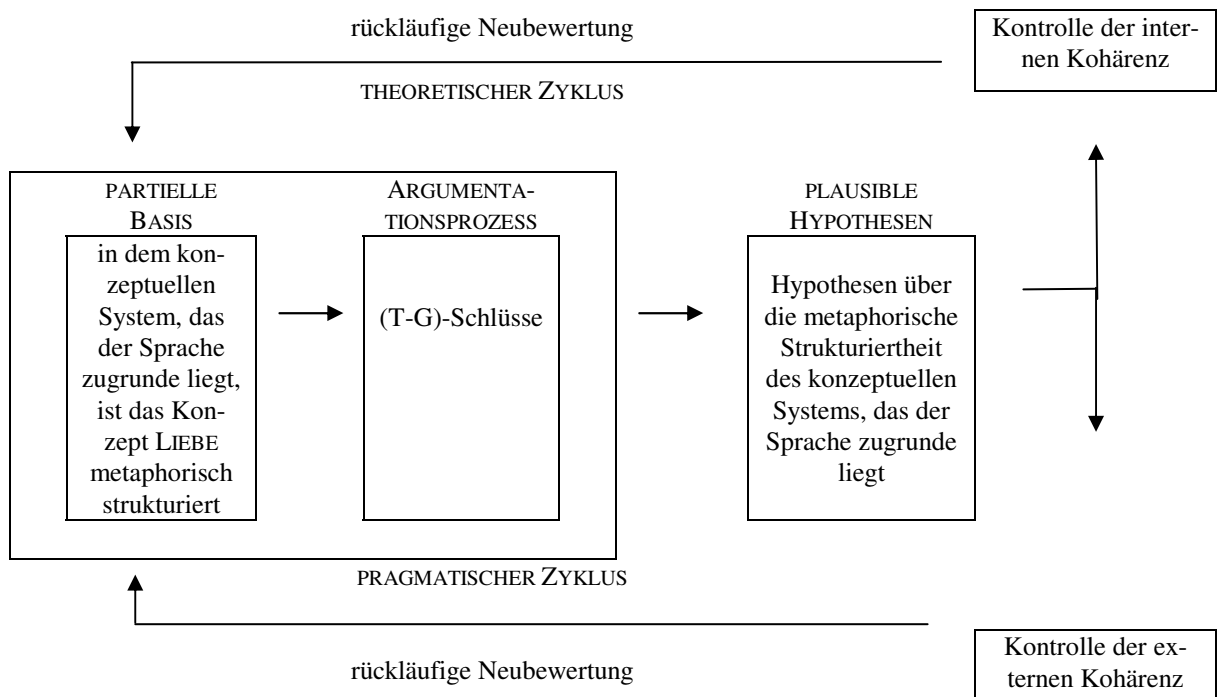 rückläufige Neubewertung
Kontrolle der inter-
nen Kohärenz
THEORETISCHER ZYKLUS
PARTIELLE
BASIS
in dem kon-
zeptuellen
System, das
der Sprache
zugrunde liegt,
ist das Kon-
zept LIEBE
metaphorisch
strukturiert
ARGUMENTA-
TIONSPROZESS
(T-G)-Schlüsse
PLAUSIBLE
HYPOTHESEN
Hypothesen über
die metaphorische
Strukturiertheit
des konzeptuellen
Systems, das der
Sprache zugrunde
liegt
PRAGMATISCHER ZYKLUS
rückläufige Neubewertung
Kontrolle der ex-
ternen Kohärenz